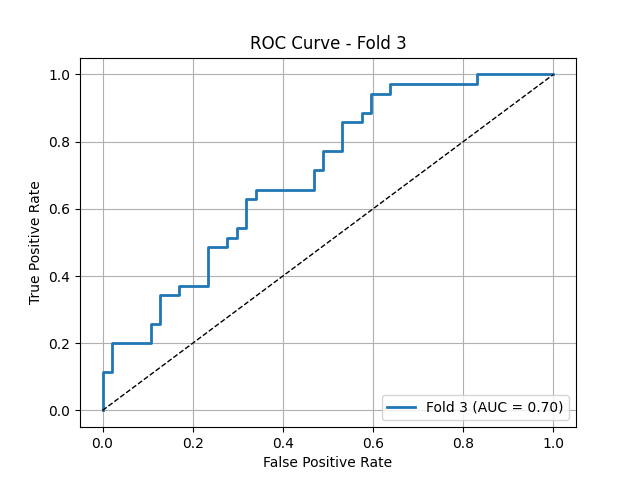 ROC Curve - Fold 3
True Positive Rate
1.0
0.8
0.6
0.4
0.2
0.0
Fold 3 (AUC = 0.70)
0.0 0.2 0.4 0.6 0.8 1.0
False Positive Rate